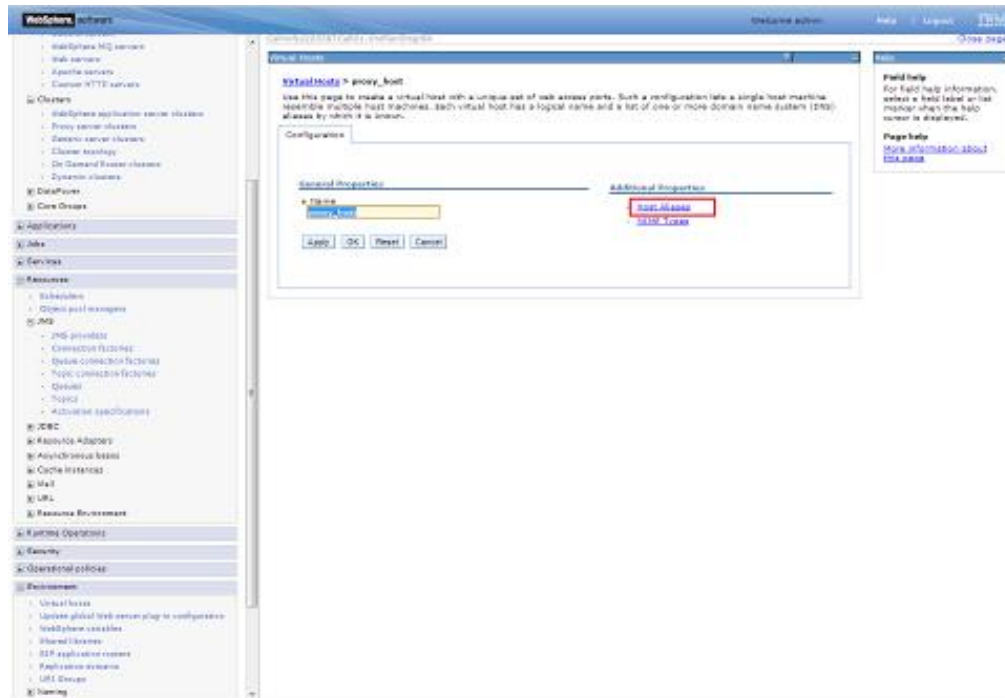 WebSphere. software
Welcome admin
Help
Logout
IBM
Close page
WebSphere MQ servers
Web servers
Apache servers
Custom HTTP servers
Clusters
WebSphere application server clusters
Proxy server clusters
Generic server clusters
Cluster topology
On Demand Router clusters
Dynamic clusters
DataPower
Core Groups
Applications
Jobs
Services
Resources
Schedulers
Object pool managers
JMS
JMS providers
Connection factories
Queue connection factories
Topic connection factories
Queues
Topics
Activation specifications
JDBC
Resource Adapters
Asynchronous beans
Cache instances
Mail
URL
Resource Environment
Runtime Operations
Security
Operational policies
Environment
Virtual hosts
Update global Web server plug-in configuration
WebSphere variables
Shared libraries
SIP application routers
Replication domains
URI Groups
Naming
Virtual Hosts
Virtual Hosts > proxy_host
Use this page to create a virtual host with a unique set of web access ports. Such a configuration lets a single host machine
resemble multiple host machines. Each virtual host has a logical name and a list of one or more domain name system (DNS)
aliases by which it is known.
Configuration
General Properties
* Name
proxy_host
Apply OK Reset Cancel
Additional Properties
Host Aliases
MIME Types
Help
Field help
For field help information,
select a field label or list
marker when the help
cursor is displayed.
Page help
More information about
this page